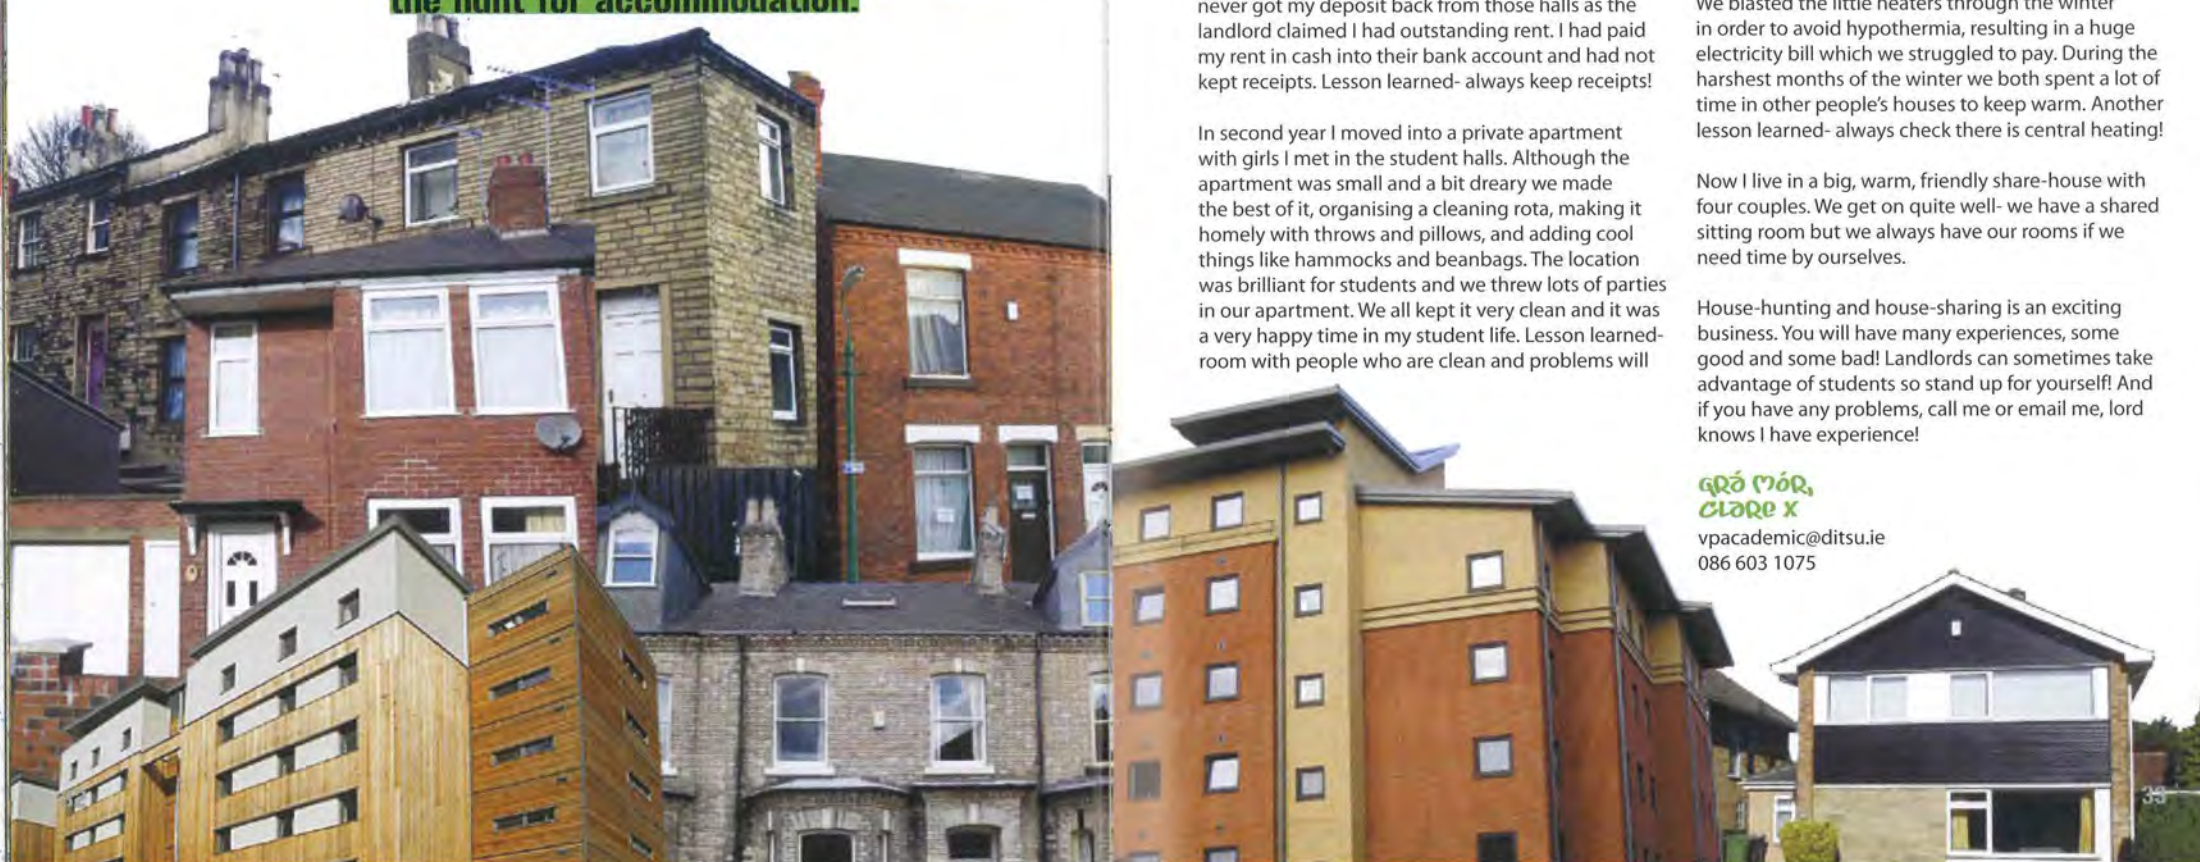 the hunt for accommodation.
never got my deposit back from those halls as the
landlord claimed I had outstanding rent. I had paid
my rent in cash into their bank account and had not
kept receipts. Lesson learned- always keep receipts!
In second year I moved into a private apartment
with girls I met in the student halls. Although the
apartment was small and a bit dreary we made
the best of it, organising a cleaning rota, making it
homely with throws and pillows, and adding cool
things like hammocks and beanbags. The location
was brilliant for students and we threw lots of parties
in our apartment. We all kept it very clean and it was
a very happy time in my student life. Lesson learned-
room with people who are clean and problems will
We blasted the little heaters through the winter
in order to avoid hypothermia, resulting in a huge
electricity bill which we struggled to pay. During the
harshest months of the winter we both spent a lot of
time in other people's houses to keep warm. Another
lesson learned- always check there is central heating!
Now I live in a big, warm, friendly share-house with
four couples. We get on quite well- we have a shared
sitting room but we always have our rooms if we
need time by ourselves.
House-hunting and house-sharing is an exciting
business. You will have many experiences, some
good and some bad! Landlords can sometimes take
advantage of students so stand up for yourself! And
if you have any problems, call me or email me, lord
knows I have experience!
Grá Mór,
Clare X
vpacademic@ditsu.ie
086 603 1075
33